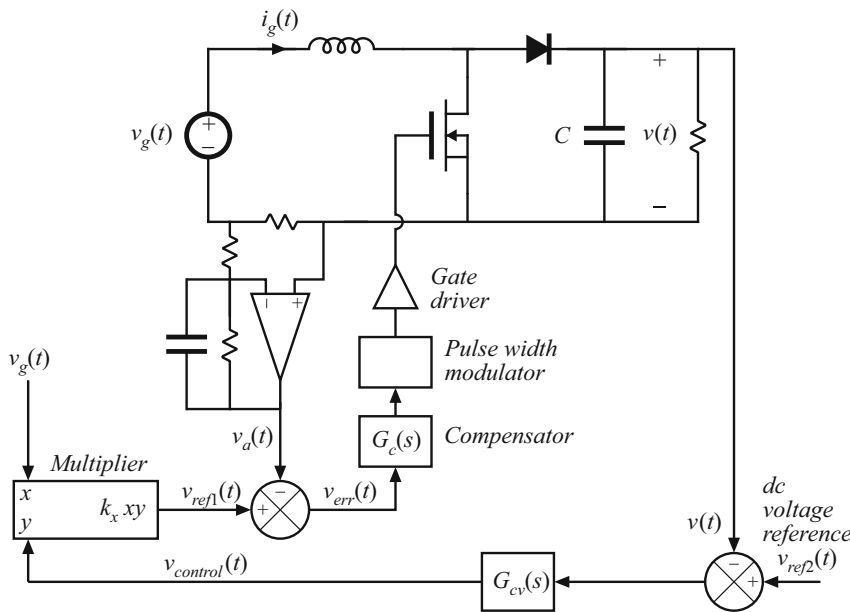 i_g(t)
v_g(t)
+
–
C
+
v(t)
–
– +
Gate
driver
Pulse width
modulator
v_g(t)
v_a(t)
G_c(s)
Compensator
Multiplier
x
y
k_x xy
v_ref1(t)
–
+
v_err(t)
v(t)
dc
voltage
reference
v_ref2(t)
–
+
v_control(t)
G_cv(s)